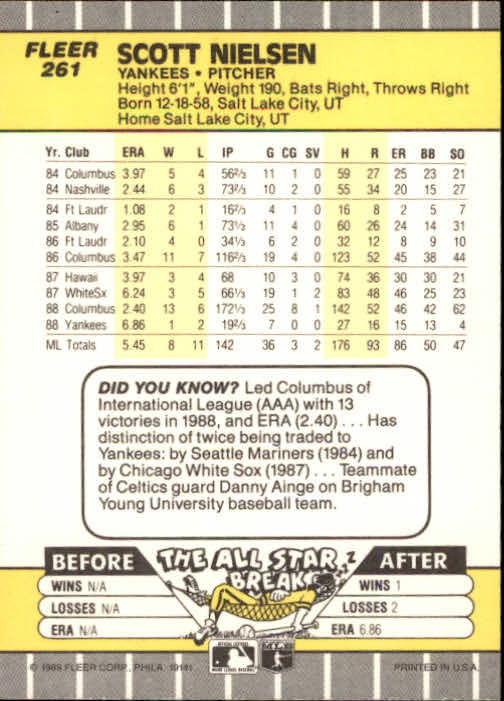 FLEER
261
SCOTT NIELSEN
YANKEES • PITCHER
Height 6'1", Weight 190, Bats Right, Throws Right
Born 12-18-58, Salt Lake City, UT
Home Salt Lake City, UT
Yr. Club ERA W L IP G CG SV H R ER BB SO
84 Columbus 3.97 5 4 56⅔ 11 1 0 59 27 25 23 21
84 Nashville 2.44 6 3 73⅔ 10 2 0 55 34 20 15 27
84 Ft Laudr 1.08 2 1 16⅔ 4 1 0 16 8 2 5 7
85 Albany 2.95 6 1 73⅓ 11 4 0 60 26 24 14 31
86 Ft Laudr 2.10 4 0 34⅓ 6 2 0 32 12 8 9 10
86 Columbus 3.47 11 7 116⅔ 19 4 0 123 52 45 38 44
87 Hawaii 3.97 3 4 68 10 3 0 74 36 30 30 21
87 WhiteSx 6.24 3 5 66⅓ 19 1 2 83 48 46 25 23
88 Columbus 2.40 13 6 172⅓ 25 8 1 142 52 46 42 62
88 Yankees 6.86 1 2 19⅔ 7 0 0 27 16 15 13 4
ML Totals 5.45 8 11 142 36 3 2 176 93 86 50 47
DID YOU KNOW? Led Columbus of
International League (AAA) with 13
victories in 1988, and ERA (2.40) . . . Has
distinction of twice being traded to
Yankees: by Seattle Mariners (1984) and
by Chicago White Sox (1987) . . . Teammate
of Celtics guard Danny Ainge on Brigham
Young University baseball team.
BEFORE THE ALL STAR BREAK AFTER
WINS N/A WINS 1
LOSSES N/A LOSSES 2
ERA N/A ERA 6.86
© 1989 FLEER CORP., PHILA. 19141 PRINTED IN U.S.A.